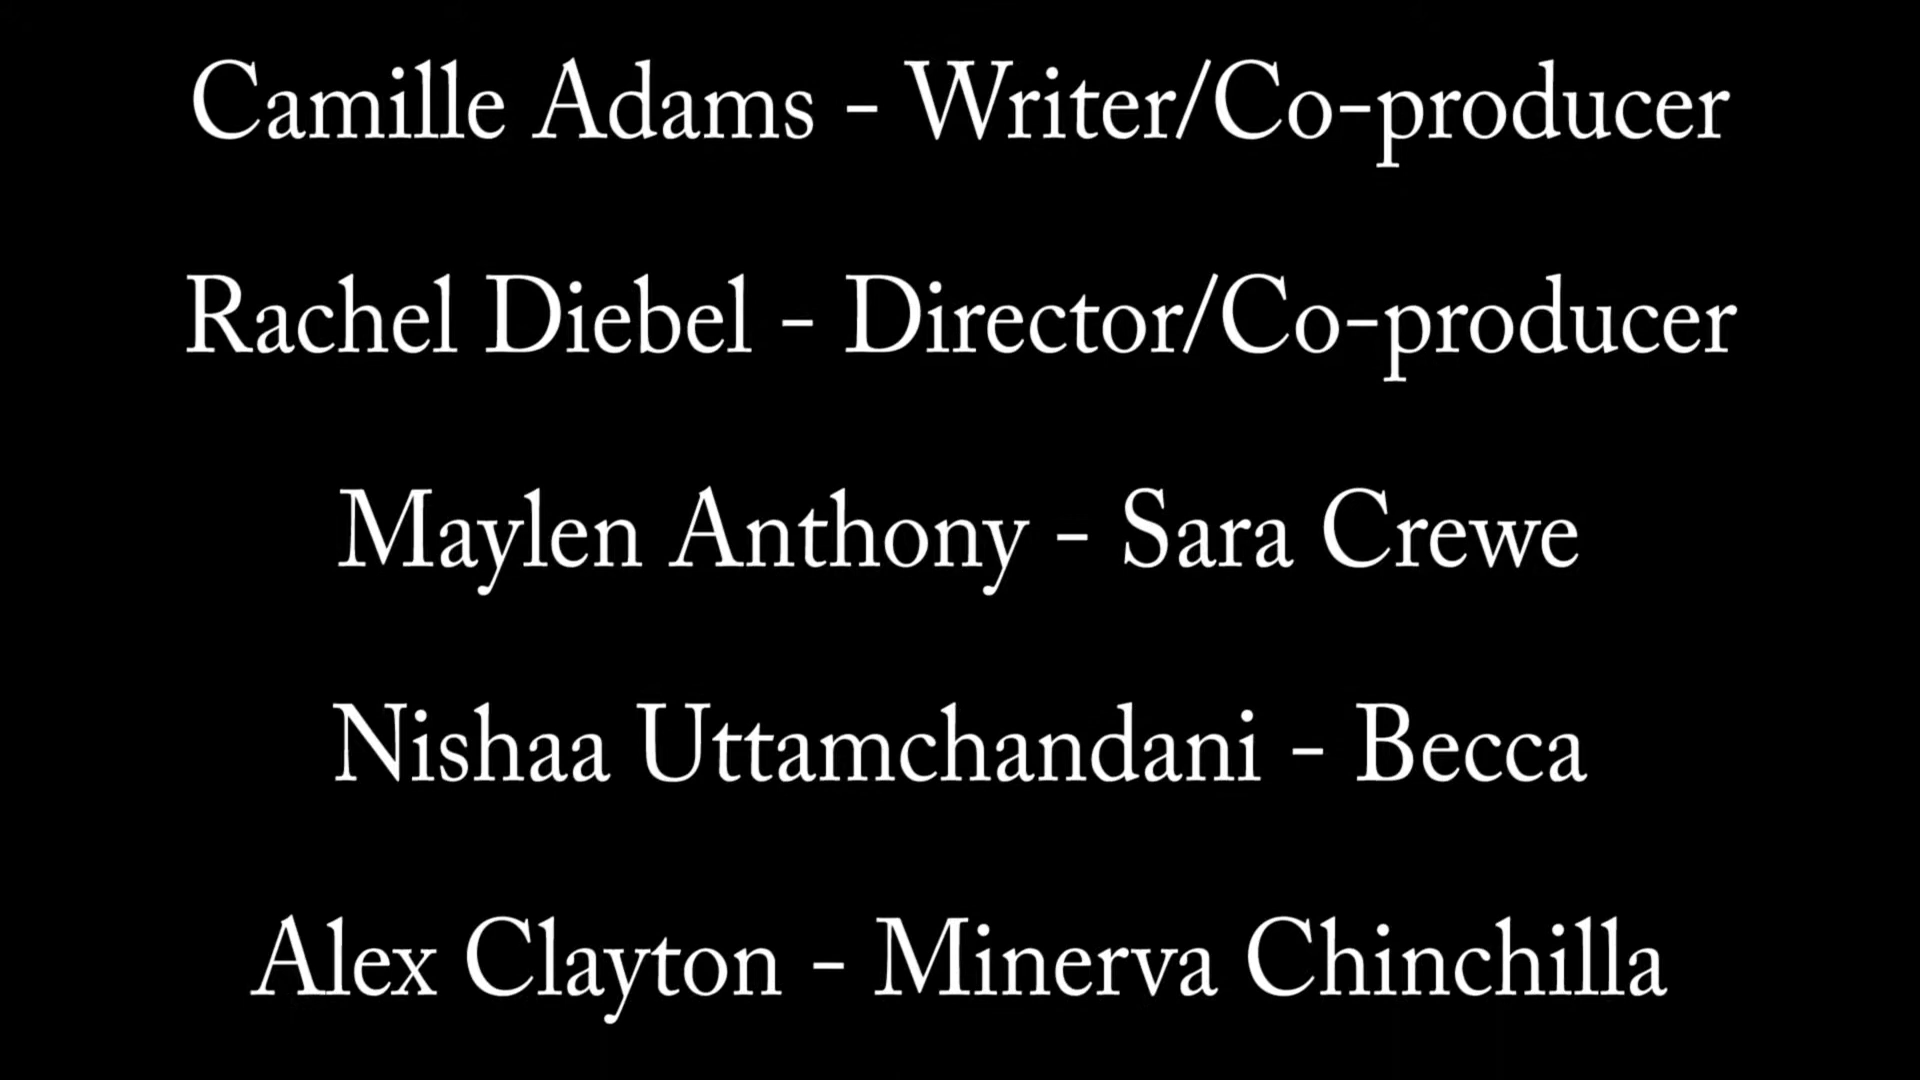 Camille Adams - Writer/Co-producer
Rachel Diebel - Director/Co-producer
Maylen Anthony - Sara Crewe
Nishaa Uttamchandani - Becca
Alex Clayton - Minerva Chinchilla